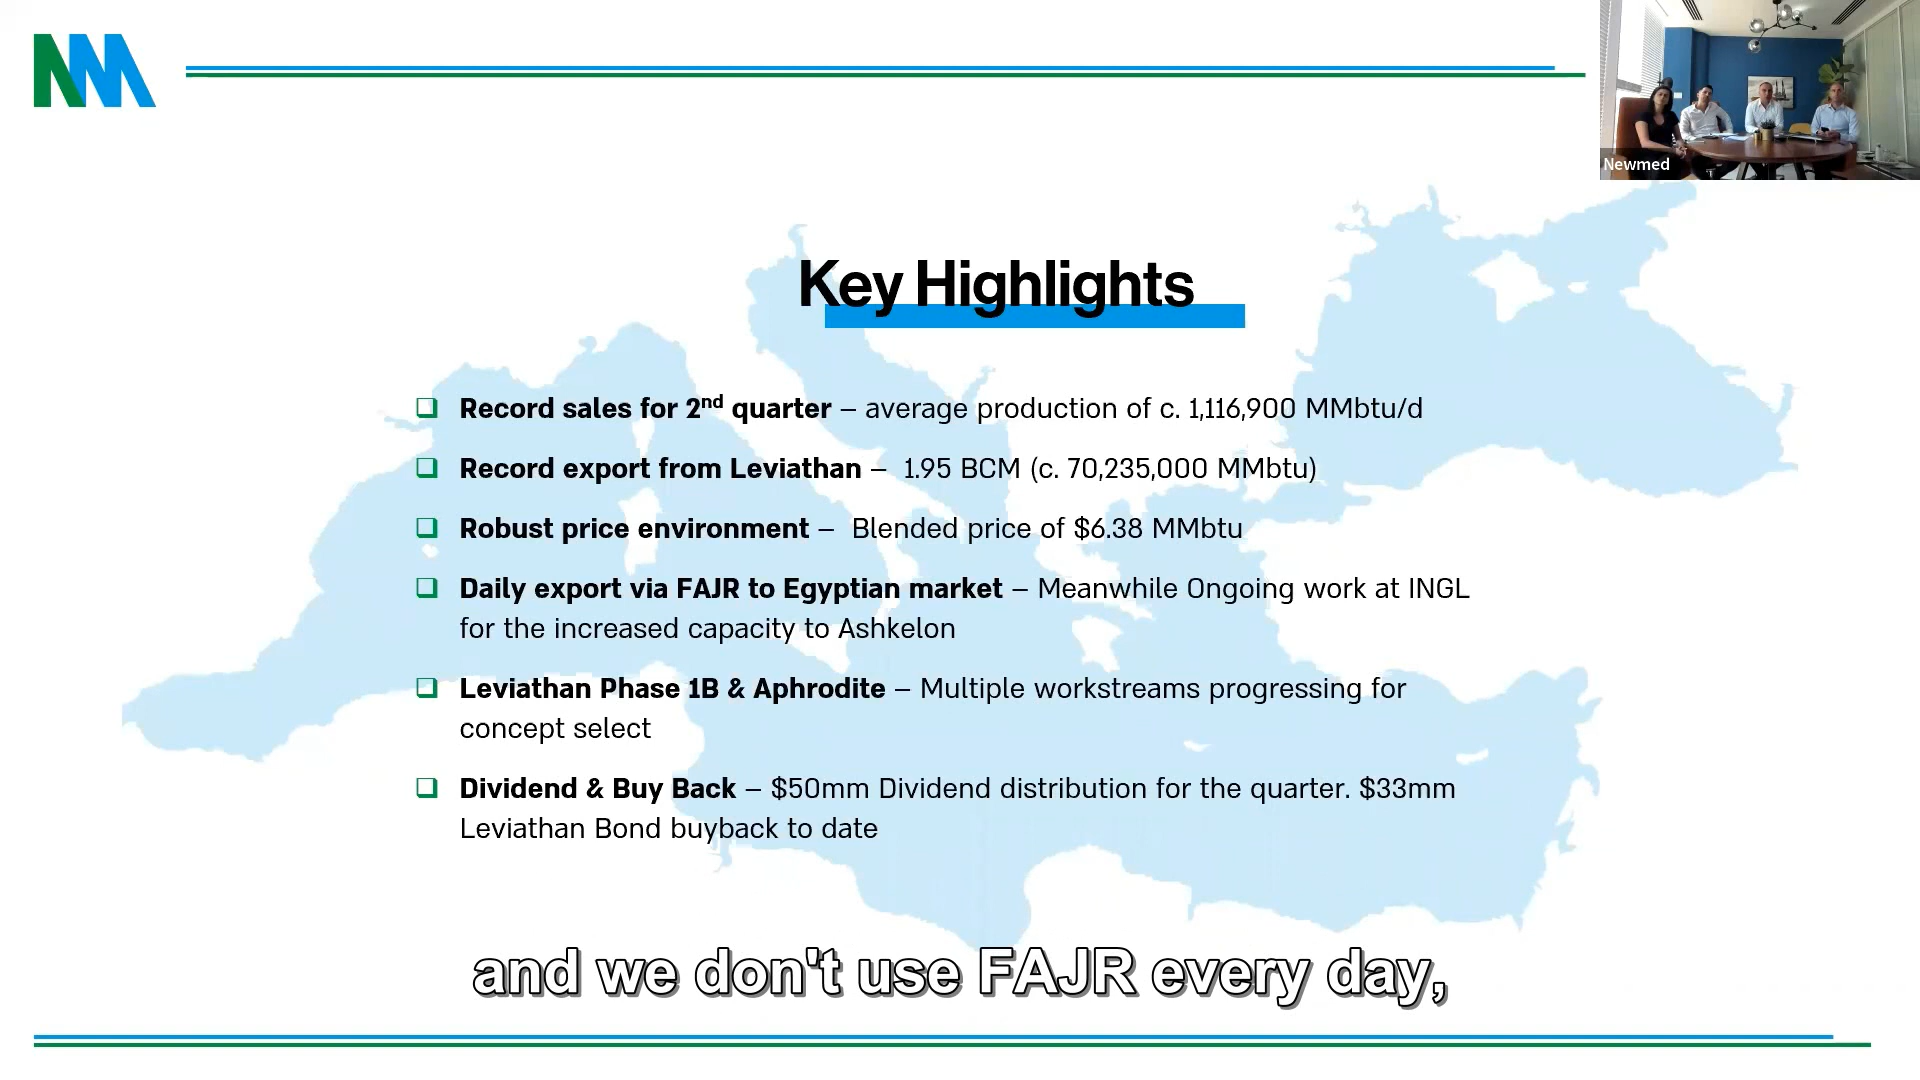 NM
Newmed
Key Highlights
❑ Record sales for 2nd quarter – average production of c. 1,116,900 MMbtu/d
❑ Record export from Leviathan – 1.95 BCM (c. 70,235,000 MMbtu)
❑ Robust price environment – Blended price of $6.38 MMbtu
❑ Daily export via FAJR to Egyptian market – Meanwhile Ongoing work at INGL
for the increased capacity to Ashkelon
❑ Leviathan Phase 1B & Aphrodite – Multiple workstreams progressing for
concept select
❑ Dividend & Buy Back – $50mm Dividend distribution for the quarter. $33mm
Leviathan Bond buyback to date
and we don't use FAJR every day,